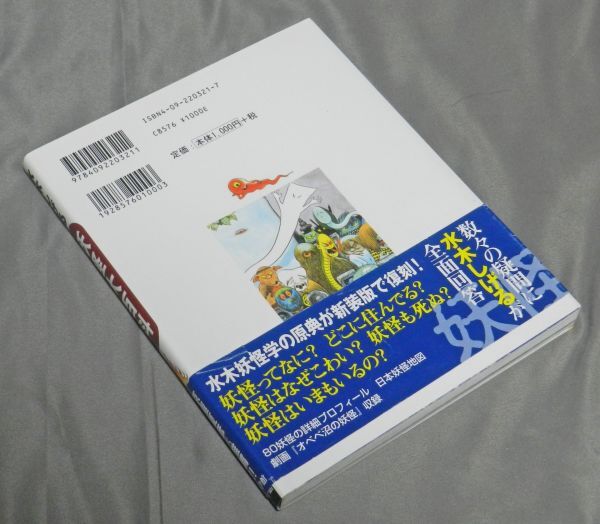 ISBN4-09-220321-7
C8576 ¥1000E
定価:本体1,000円+税
9784092203211
1928576010003
数々の疑問に
水木しげるが
全面回答
妖怪
水木妖怪学の原典が新装版で復刻!
妖怪ってなに? どこに住んでる?
妖怪はなぜこわい? 妖怪も死ぬ?
妖怪はいまもいるの?
80妖怪の詳細プロフィール 日本妖怪地図
劇画「オベベ沼の妖怪」収録